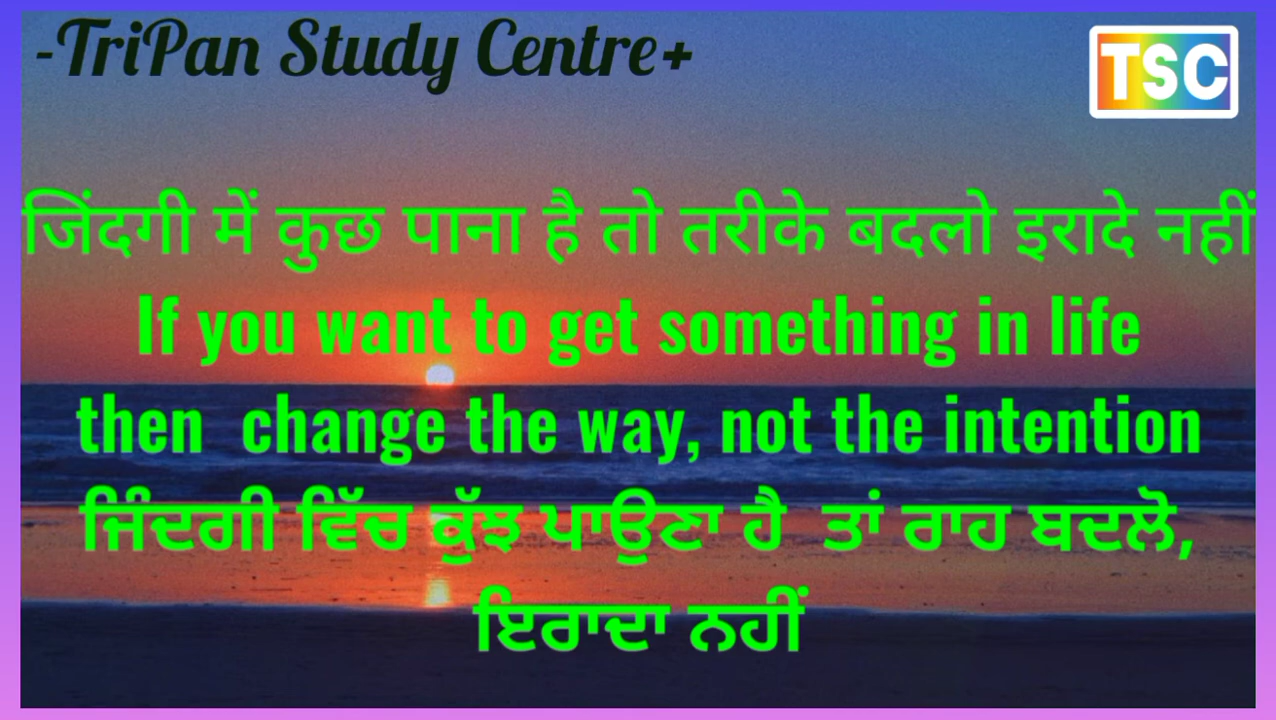 -TriPan Study Centre+
TSC
जिंदगी में कुछ पाना है तो तरीके बदलो इरादे नहीं
If you want to get something in life
then  change the way, not the intention
ਜਿੰਦਗੀ ਵਿੱਚ ਕੁੱਝ ਪਾਉਣਾ ਹੈ  ਤਾਂ ਰਾਹ ਬਦਲੋ,
ਇਰਾਦਾ ਨਹੀਂ